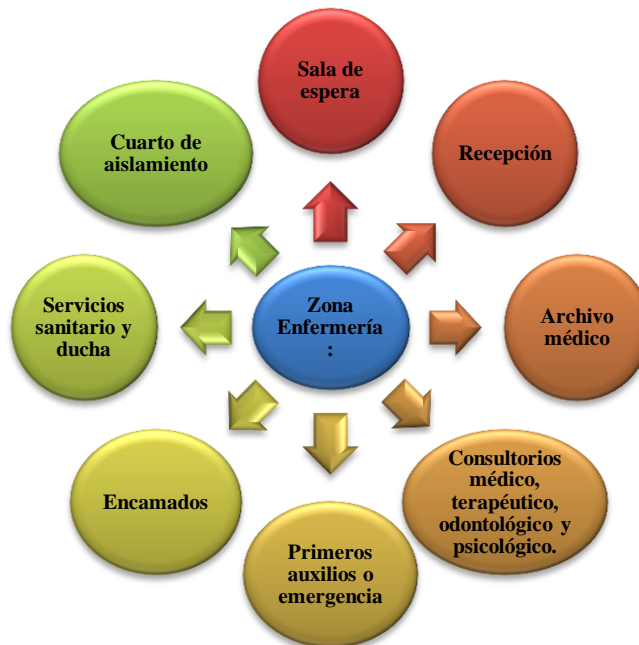 Sala de
espera
Recepción
Archivo
médico
Consultorios
médico,
terapéutico,
odontológico y
psicológico.
Primeros
auxilios o
emergencia
Encamados
Servicios
sanitario y
ducha
Cuarto de
aislamiento
Zona
Enfermería
: